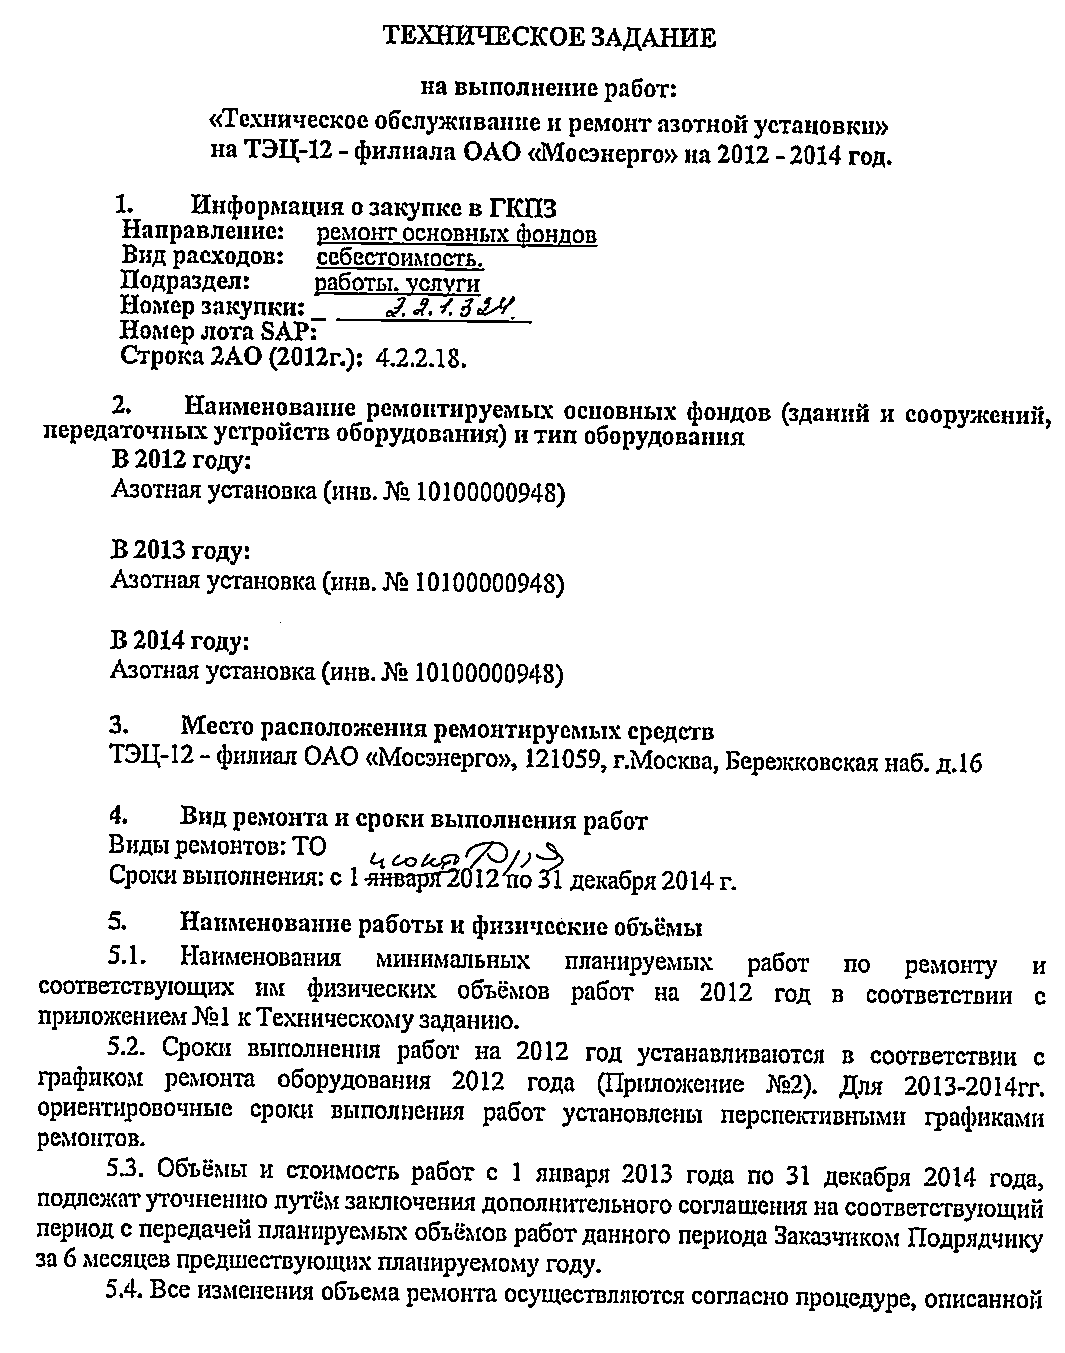 ТЕХНИЧЕСКОЕ ЗАДАНИЕ
на выполнение работ:
«Техническое обслуживание и ремонт азотной установки»
на ТЭЦ-12 - филиала ОАО «Мосэнерго» на 2012 - 2014 год.
1. Информация о закупке в ГКПЗ
Направление: ремонт основных фондов
Вид расходов: себестоимость.
Подраздел: работы. услуги
Номер закупки: _ 2.2.1.324.
Номер лота SAP:
Строка 2АО (2012г.): 4.2.2.18.
2. Наименование ремонтируемых основных фондов (зданий и сооружений,
передаточных устройств оборудования) и тип оборудования
В 2012 году:
Азотная установка (инв. № 10100000948)
В 2013 году:
Азотная установка (инв. № 10100000948)
В 2014 году:
Азотная установка (инв. № 10100000948)
3. Место расположения ремонтируемых средств
ТЭЦ-12 - филиал ОАО «Мосэнерго», 121059, г.Москва, Бережковская наб. д.16
4. Вид ремонта и сроки выполнения работ
Виды ремонтов: ТО
июня
Сроки выполнения: с 1 января 2012 по 31 декабря 2014 г.
5. Наименование работы и физические объёмы
5.1. Наименования минимальных планируемых работ по ремонту и
соответствующих им физических объёмов работ на 2012 год в соответствии с
приложением №1 к Техническому заданию.
5.2. Сроки выполнения работ на 2012 год устанавливаются в соответствии с
графиком ремонта оборудования 2012 года (Приложение №2). Для 2013-2014гг.
ориентировочные сроки выполнения работ установлены перспективными графиками
ремонтов.
5.3. Объёмы и стоимость работ с 1 января 2013 года по 31 декабря 2014 года,
подлежат уточнению путём заключения дополнительного соглашения на соответствующий
период с передачей планируемых объёмов работ данного периода Заказчиком Подрядчику
за 6 месяцев предшествующих планируемому году.
5.4. Все изменения объема ремонта осуществляются согласно процедуре, описанной